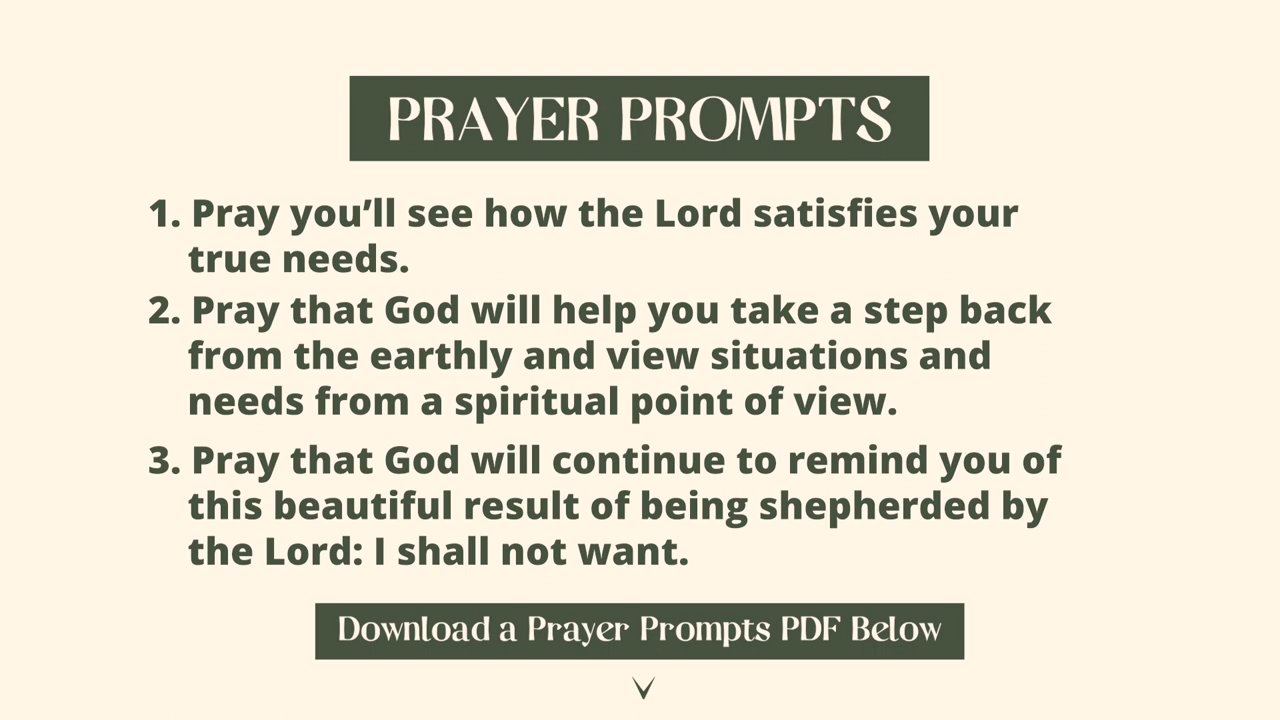 PRAYER PROMPTS
1. Pray you’ll see how the Lord satisfies your
true needs.
2. Pray that God will help you take a step back
from the earthly and view situations and
needs from a spiritual point of view.
3. Pray that God will continue to remind you of
this beautiful result of being shepherded by
the Lord: I shall not want.
Download a Prayer Prompts PDF Below